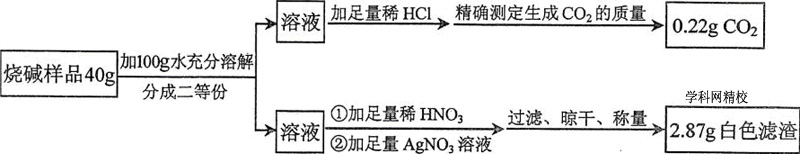 烧碱样品40g
加100g水充分溶解
分成二等份
溶液
加足量稀HCl
精确测定生成CO₂的质量
0.22g CO₂
溶液
①加足量稀HNO₃
②加足量AgNO₃溶液
过滤、晾干、称量
学科网精校
2.87g白色滤渣